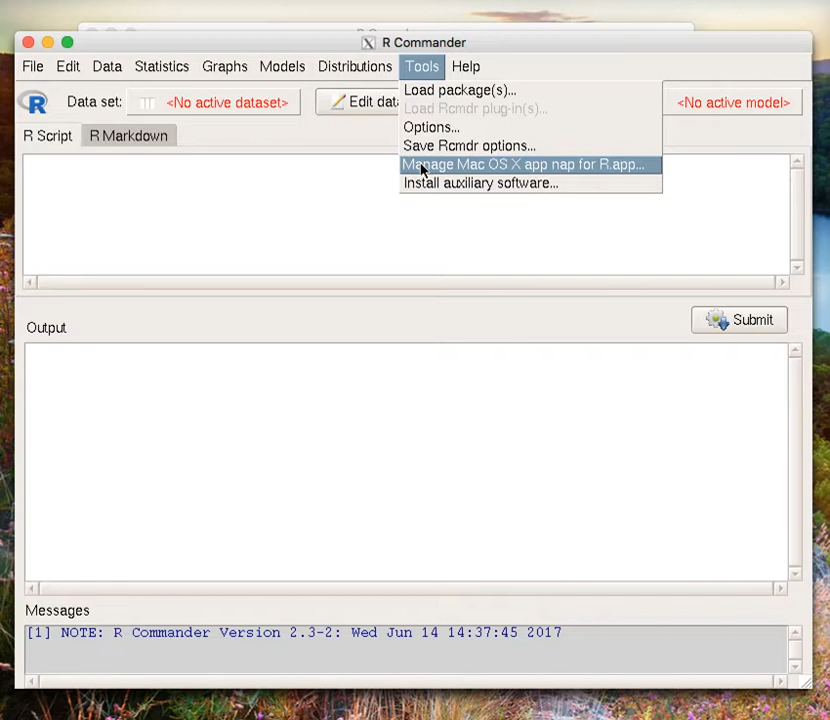 R Commander
File Edit Data Statistics Graphs Models Distributions Tools Help
Data set: <No active dataset> Edit data <No active model>
Load package(s)...
Load Rcmdr plug-in(s)...
Options...
Save Rcmdr options...
Manage Mac OS X app nap for R.app...
Install auxiliary software...
R Script R Markdown
Submit
Output
Messages
[1] NOTE: R Commander Version 2.3-2: Wed Jun 14 14:37:45 2017